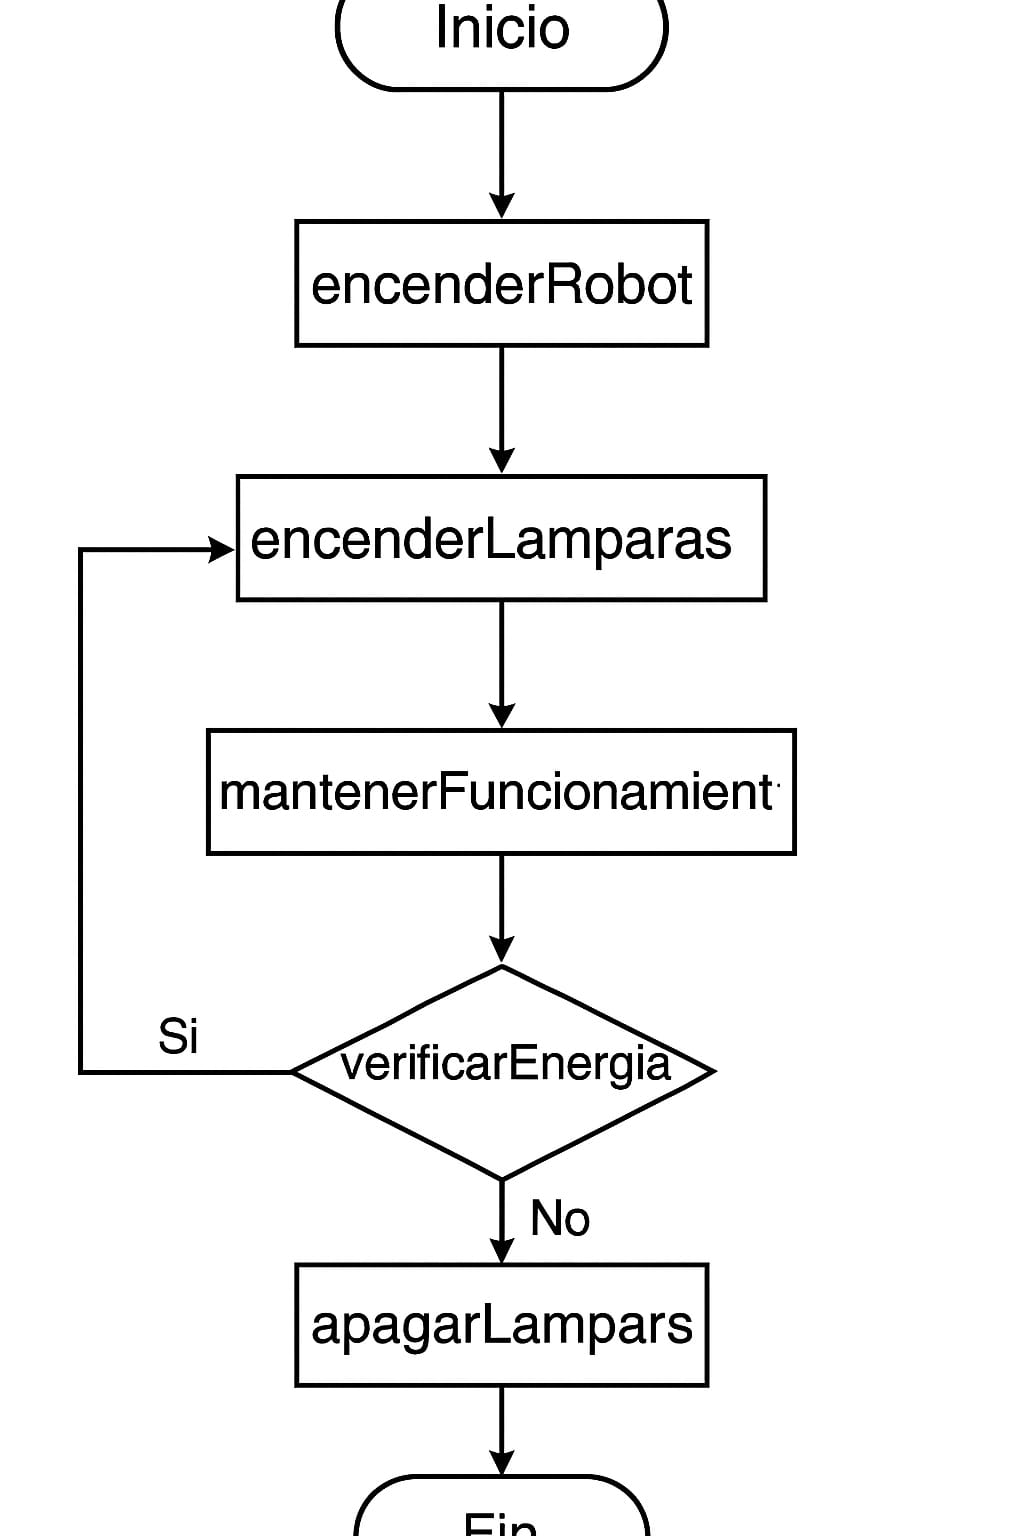 Inicio
encenderRobot
encenderLamparas
mantenerFuncionamient
verificarEnergia
Si
No
apagarLampars
Fin